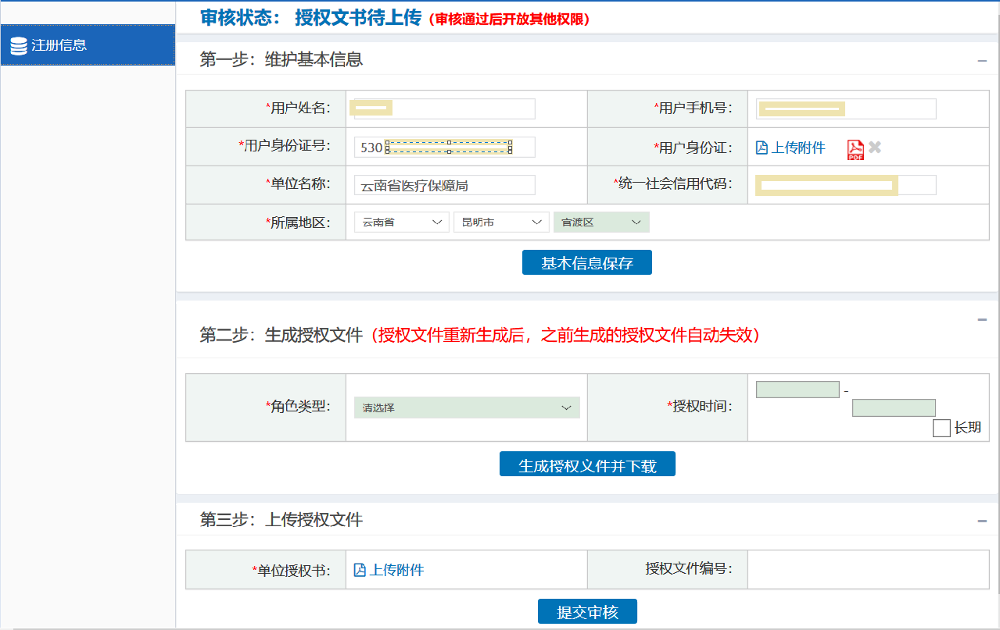 审核状态： 授权文书待上传（审核通过后开放其他权限）
注册信息
第一步：维护基本信息
*用户姓名：
*用户手机号：
*用户身份证号： 530
*用户身份证： 上传附件 PDF
*单位名称： 云南省医疗保障局
*统一社会信用代码：
*所属地区： 云南省 昆明市 官渡区
基本信息保存
第二步：生成授权文件（授权文件重新生成后，之前生成的授权文件自动失效）
*角色类型： 请选择
*授权时间： -
长期
生成授权文件并下载
第三步：上传授权文件
*单位授权书： 上传附件
授权文件编号：
提交审核